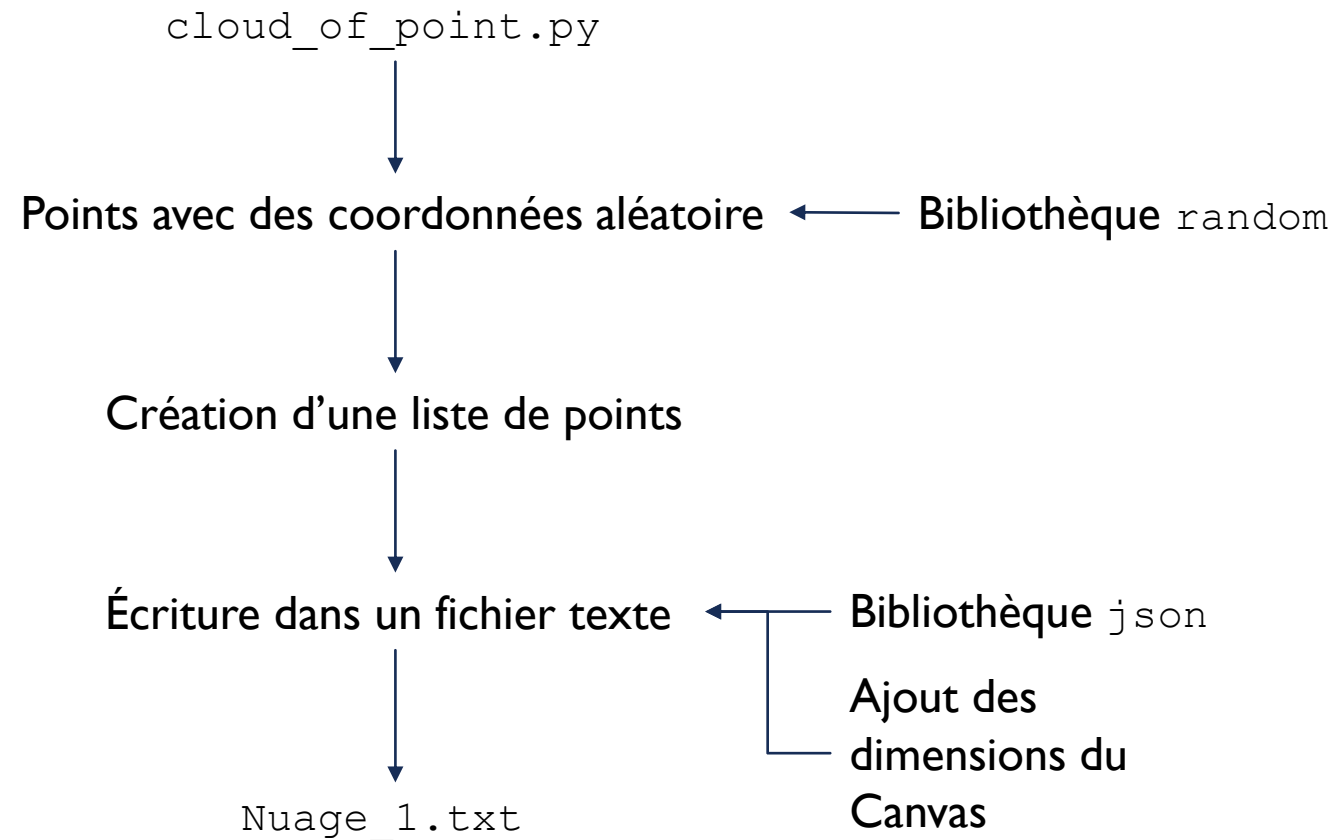 cloud_of_point.py
Points avec des coordonnées aléatoire
Bibliothèque random
Création d’une liste de points
Écriture dans un fichier texte
Bibliothèque json
Ajout des
dimensions du
Canvas
Nuage_1.txt